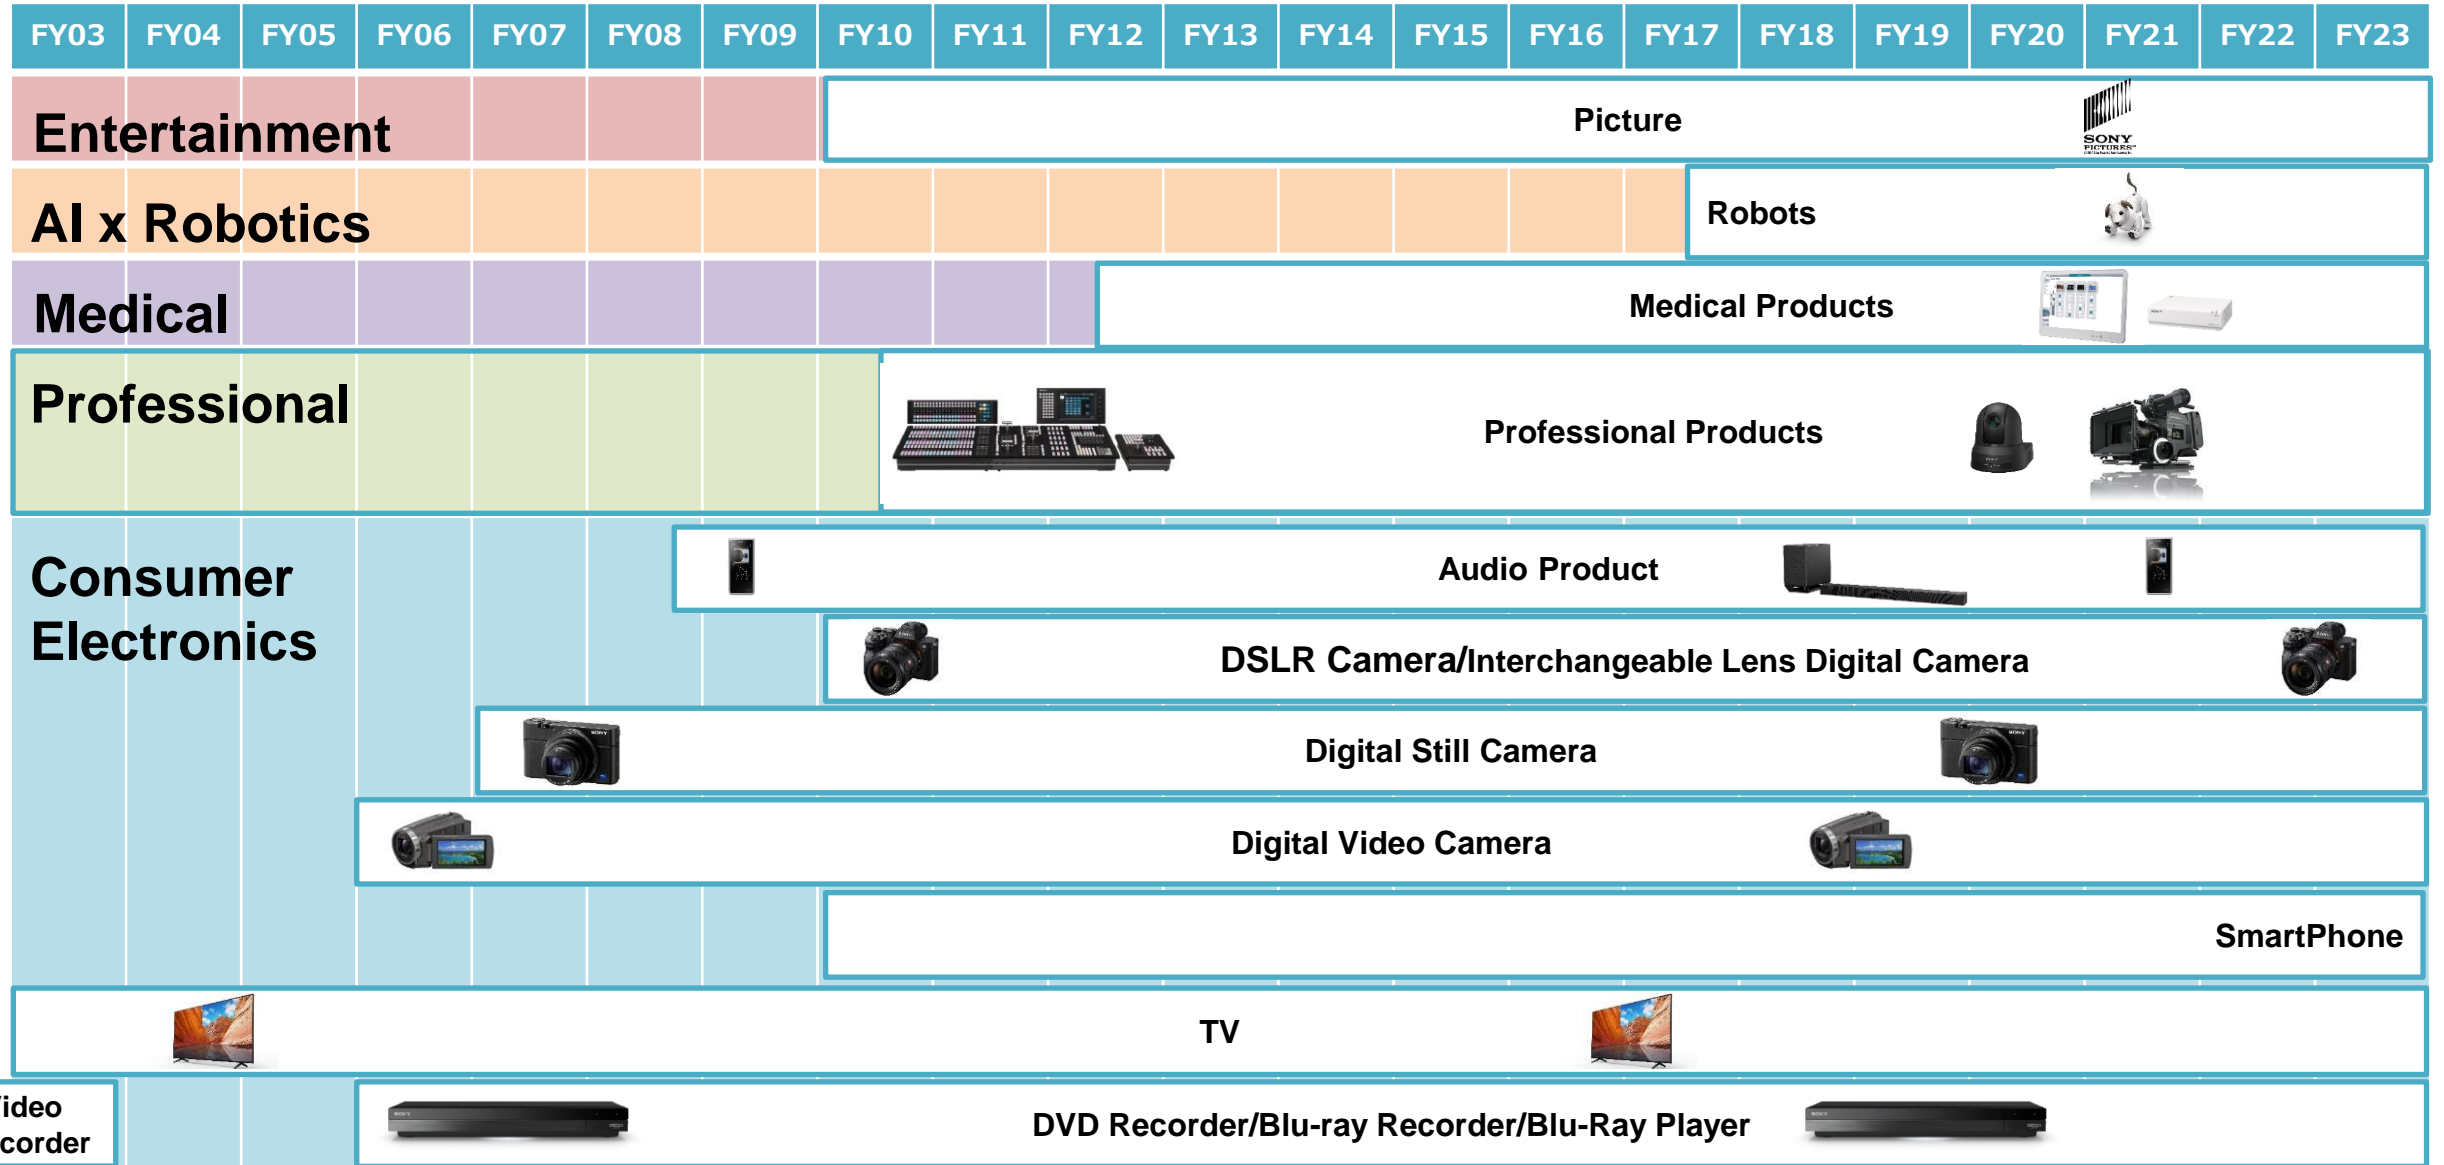 FY03 FY04 FY05 FY06 FY07 FY08 FY09 FY10 FY11 FY12 FY13 FY14 FY15 FY16 FY17 FY18 FY19 FY20 FY21 FY22 FY23
Entertainment
Picture
SONY
PICTURES
AI x Robotics
Robots
Medical
Medical Products
Professional
Professional Products
Consumer
Electronics
Audio Product
DSLR Camera/Interchangeable Lens Digital Camera
Digital Still Camera
Digital Video Camera
SmartPhone
TV
DVD Recorder/Blu-ray Recorder/Blu-Ray Player